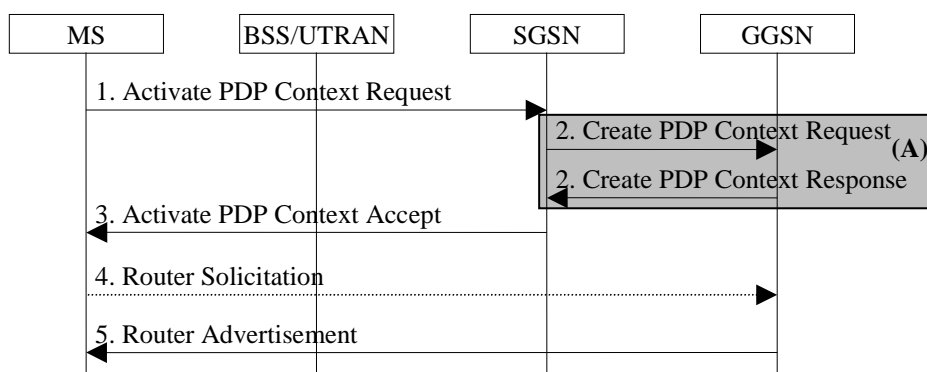 MS BSS/UTRAN SGSN GGSN
1. Activate PDP Context Request
2. Create PDP Context Request
(A)
2. Create PDP Context Response
3. Activate PDP Context Accept
4. Router Solicitation
5. Router Advertisement